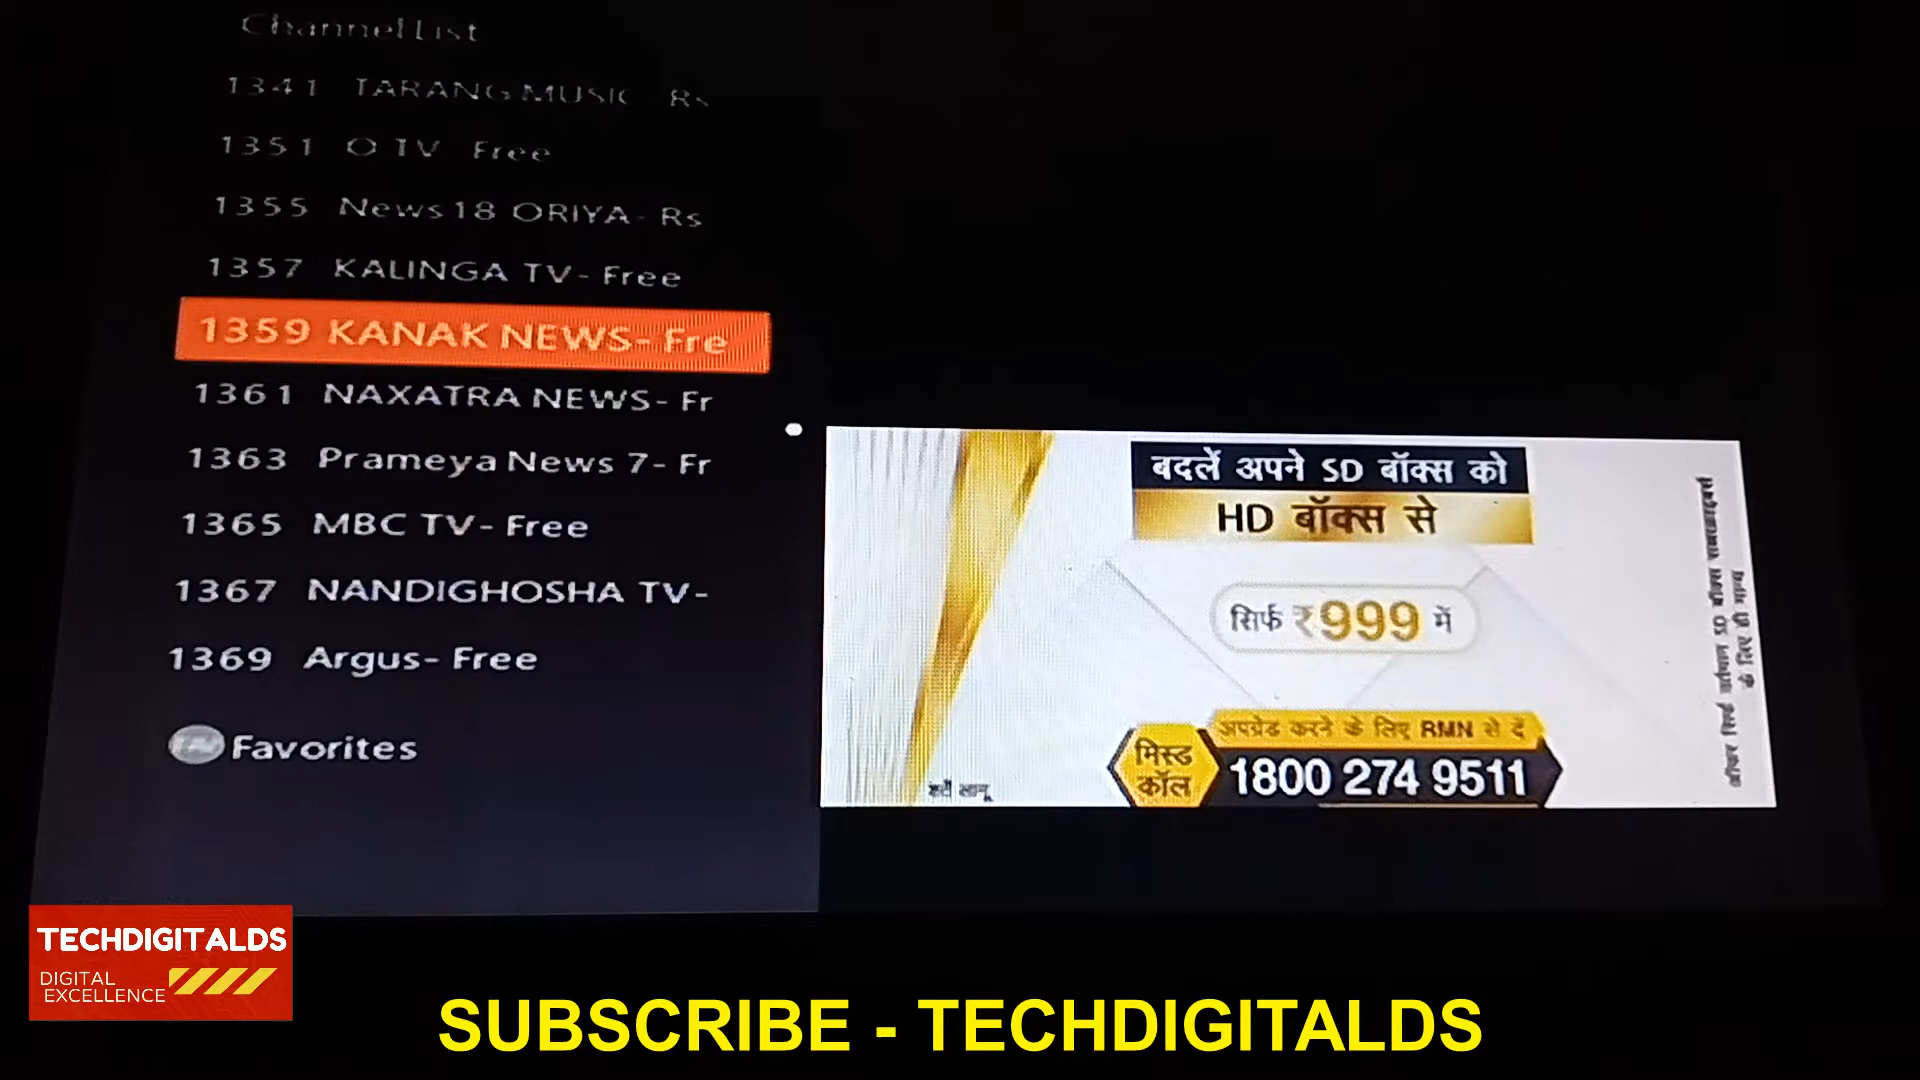 Channel List
1341 TARANG MUSIC - Rs
1351 O TV Free
1355 News18 ORIYA- Rs
1357 KALINGA TV- Free
1359 KANAK NEWS- Fre
1361 NAXATRA NEWS- Fr
1363 Prameya News 7- Fr
1365 MBC TV- Free
1367 NANDIGHOSHA TV-
1369 Argus- Free
Favorites
बदलें अपने SD बॉक्स को
HD बॉक्स से
सिर्फ ₹999 में
अपग्रेड करने के लिए RMN से दें
मिस्ड
कॉल
1800 274 9511
शर्तें लागू
TECHDIGITALDS
DIGITAL
EXCELLENCE
SUBSCRIBE - TECHDIGITALDS